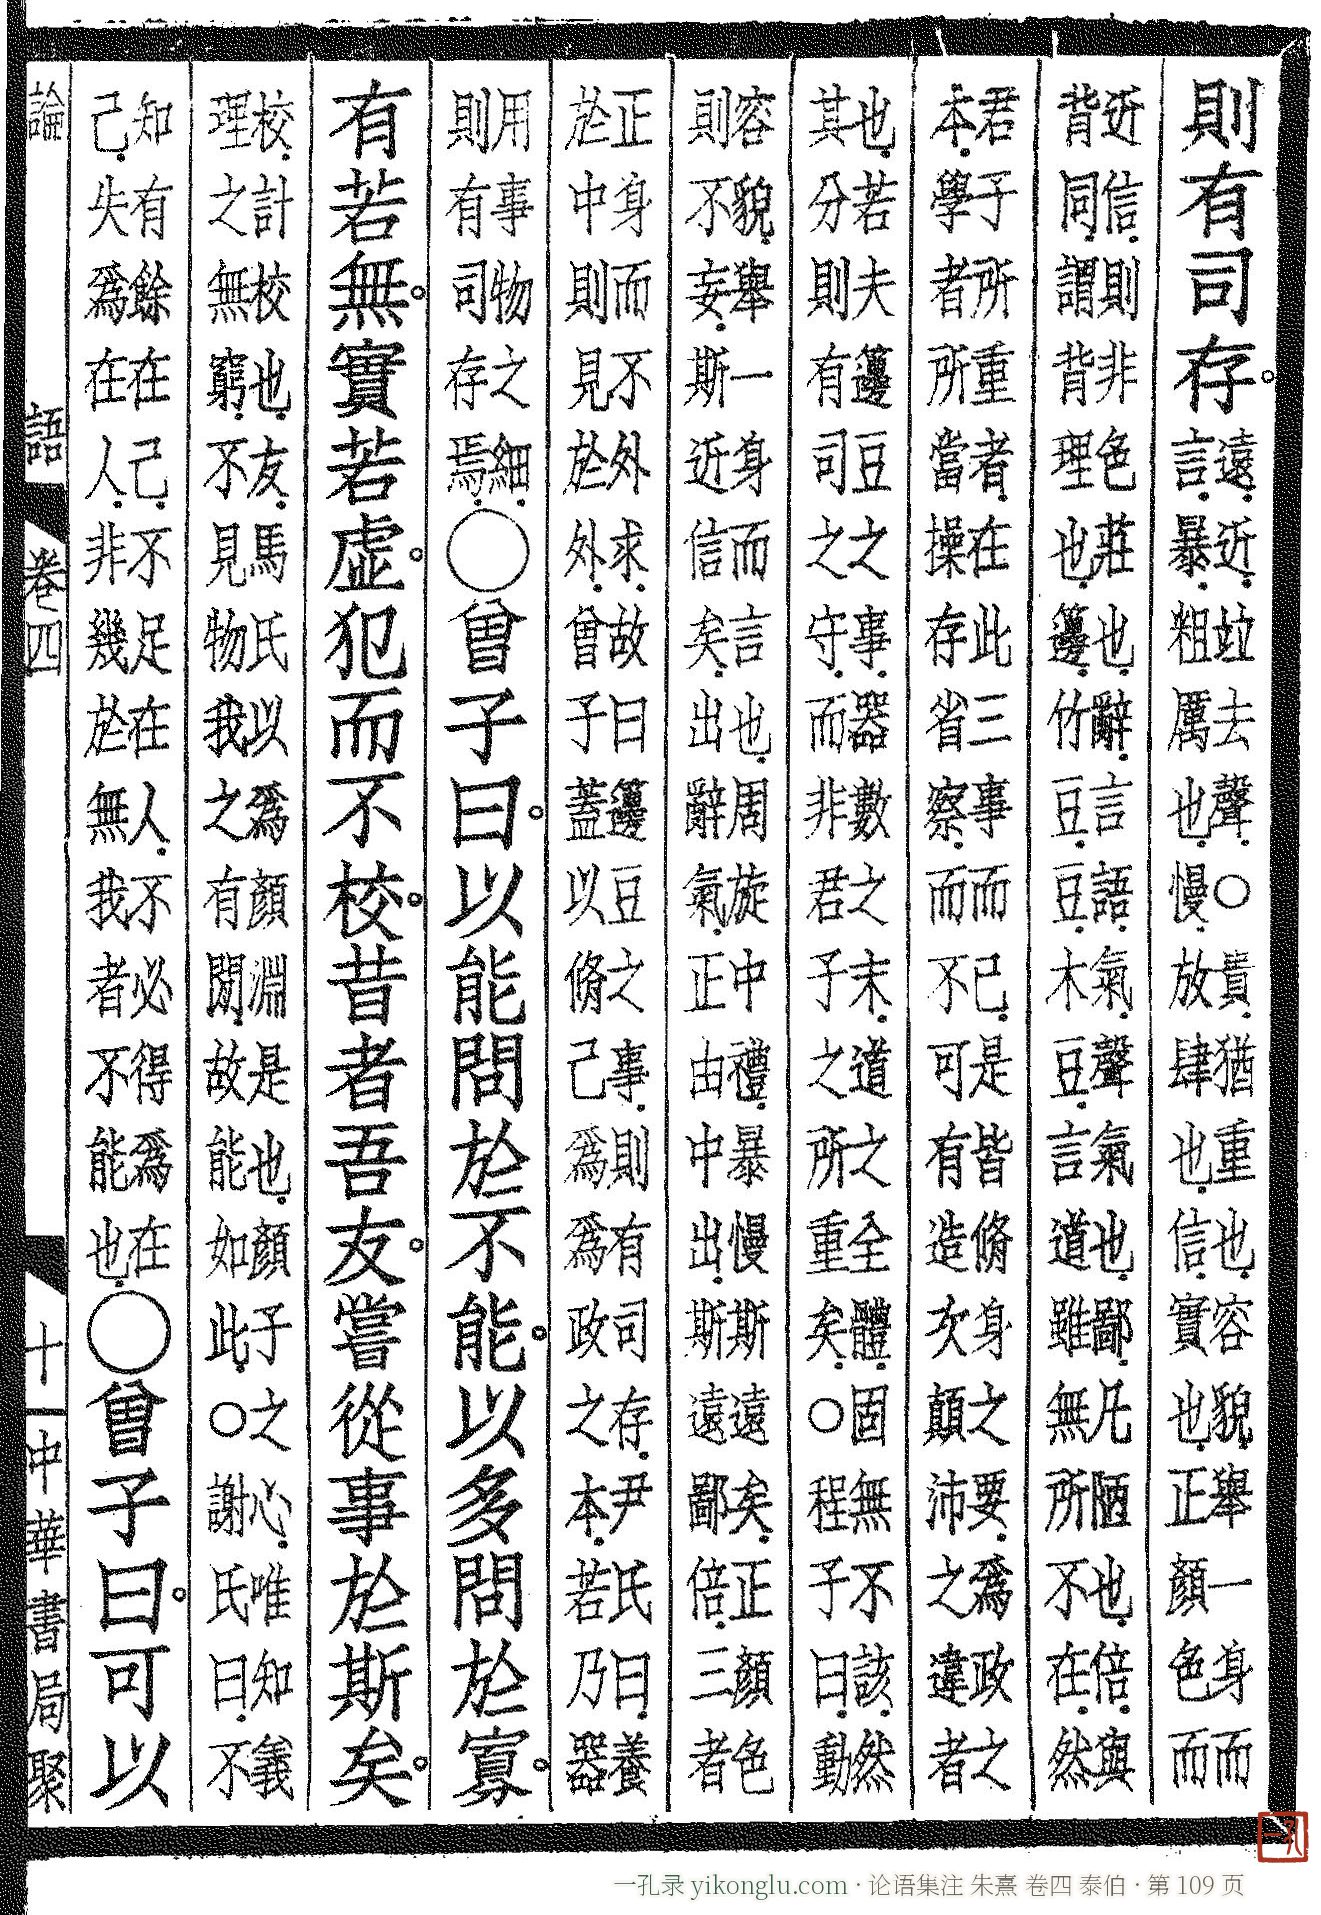 則有司存。
遠近竝去聲○貴猶重也容貌舉一身而
言暴粗厲也慢放肆也信實也正顏色而
近信則非色莊也辭言語氣聲氣也鄙凡陋也倍與
背同謂背理也籩竹豆豆木豆言道雖無所不在然
君子所重者在此三事而已是皆脩身之要爲政之
本學者所當操存省察而不可有造次顛沛之違者
也若夫籩豆之事器數之末道之全體固無不該然
其分則有司之守而非君子之所重矣○程子曰動
容貌舉一身而言也周旋中禮暴慢斯遠矣正顏色
則不妄斯近信矣出辭氣正由中出斯遠鄙倍三者
正身而不外求故曰籩豆之事則有司存尹氏曰養
於中則見於外曾子蓋以脩己爲爲政之本若乃器
用事物之細
則有司存焉
○曾子曰。以能問於不能。以多問於寡。
有若無。實若虛。犯而不校。昔者吾友。嘗從事於斯矣。
校計校也友馬氏以爲顏淵是也顏子之心唯知義
理之無窮不見物我之有閒故能如此○謝氏曰不
知有餘在己不足在人不必得爲在
己失爲在人非幾於無我者不能也
○曾子曰。可以
論語 卷四 十一 中華書局聚
一孔
一孔录 yikonglu.com · 论语集注 朱熹 卷四 泰伯 · 第 109 页